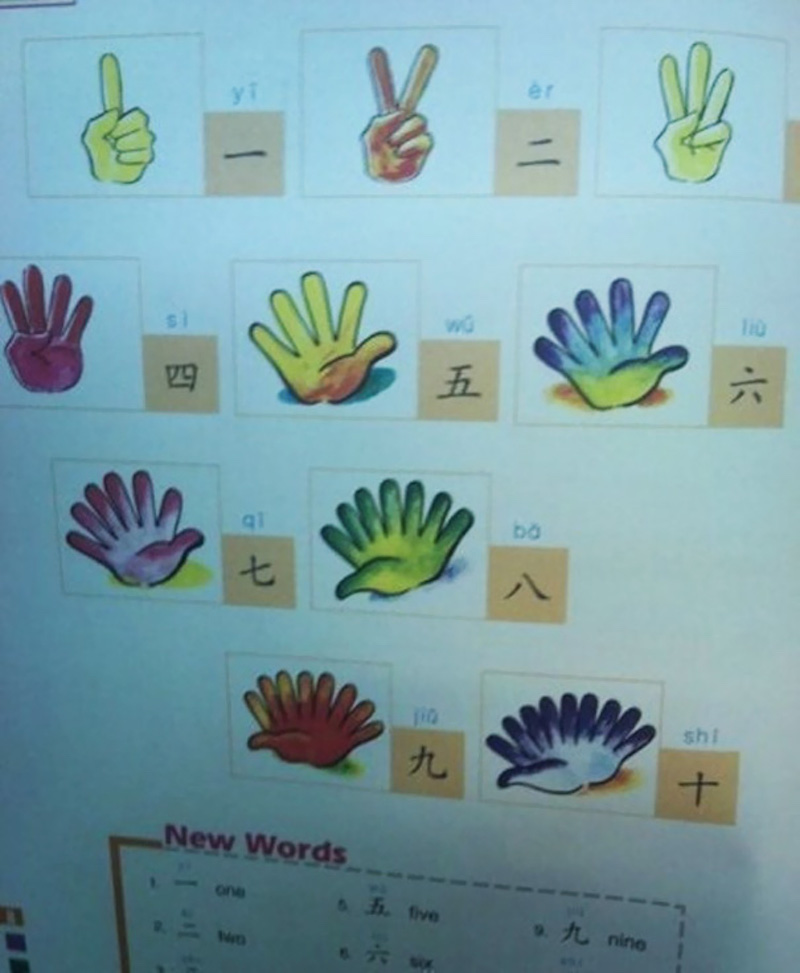 yī
一
èr
二
sì
四
wǔ
五
liù
六
qī
七
bā
八
jiǔ
九
shí
十
New Words
1. 一 one
2. 二 two
3.
5. 五 five
6. 六 six
9. 九 nine